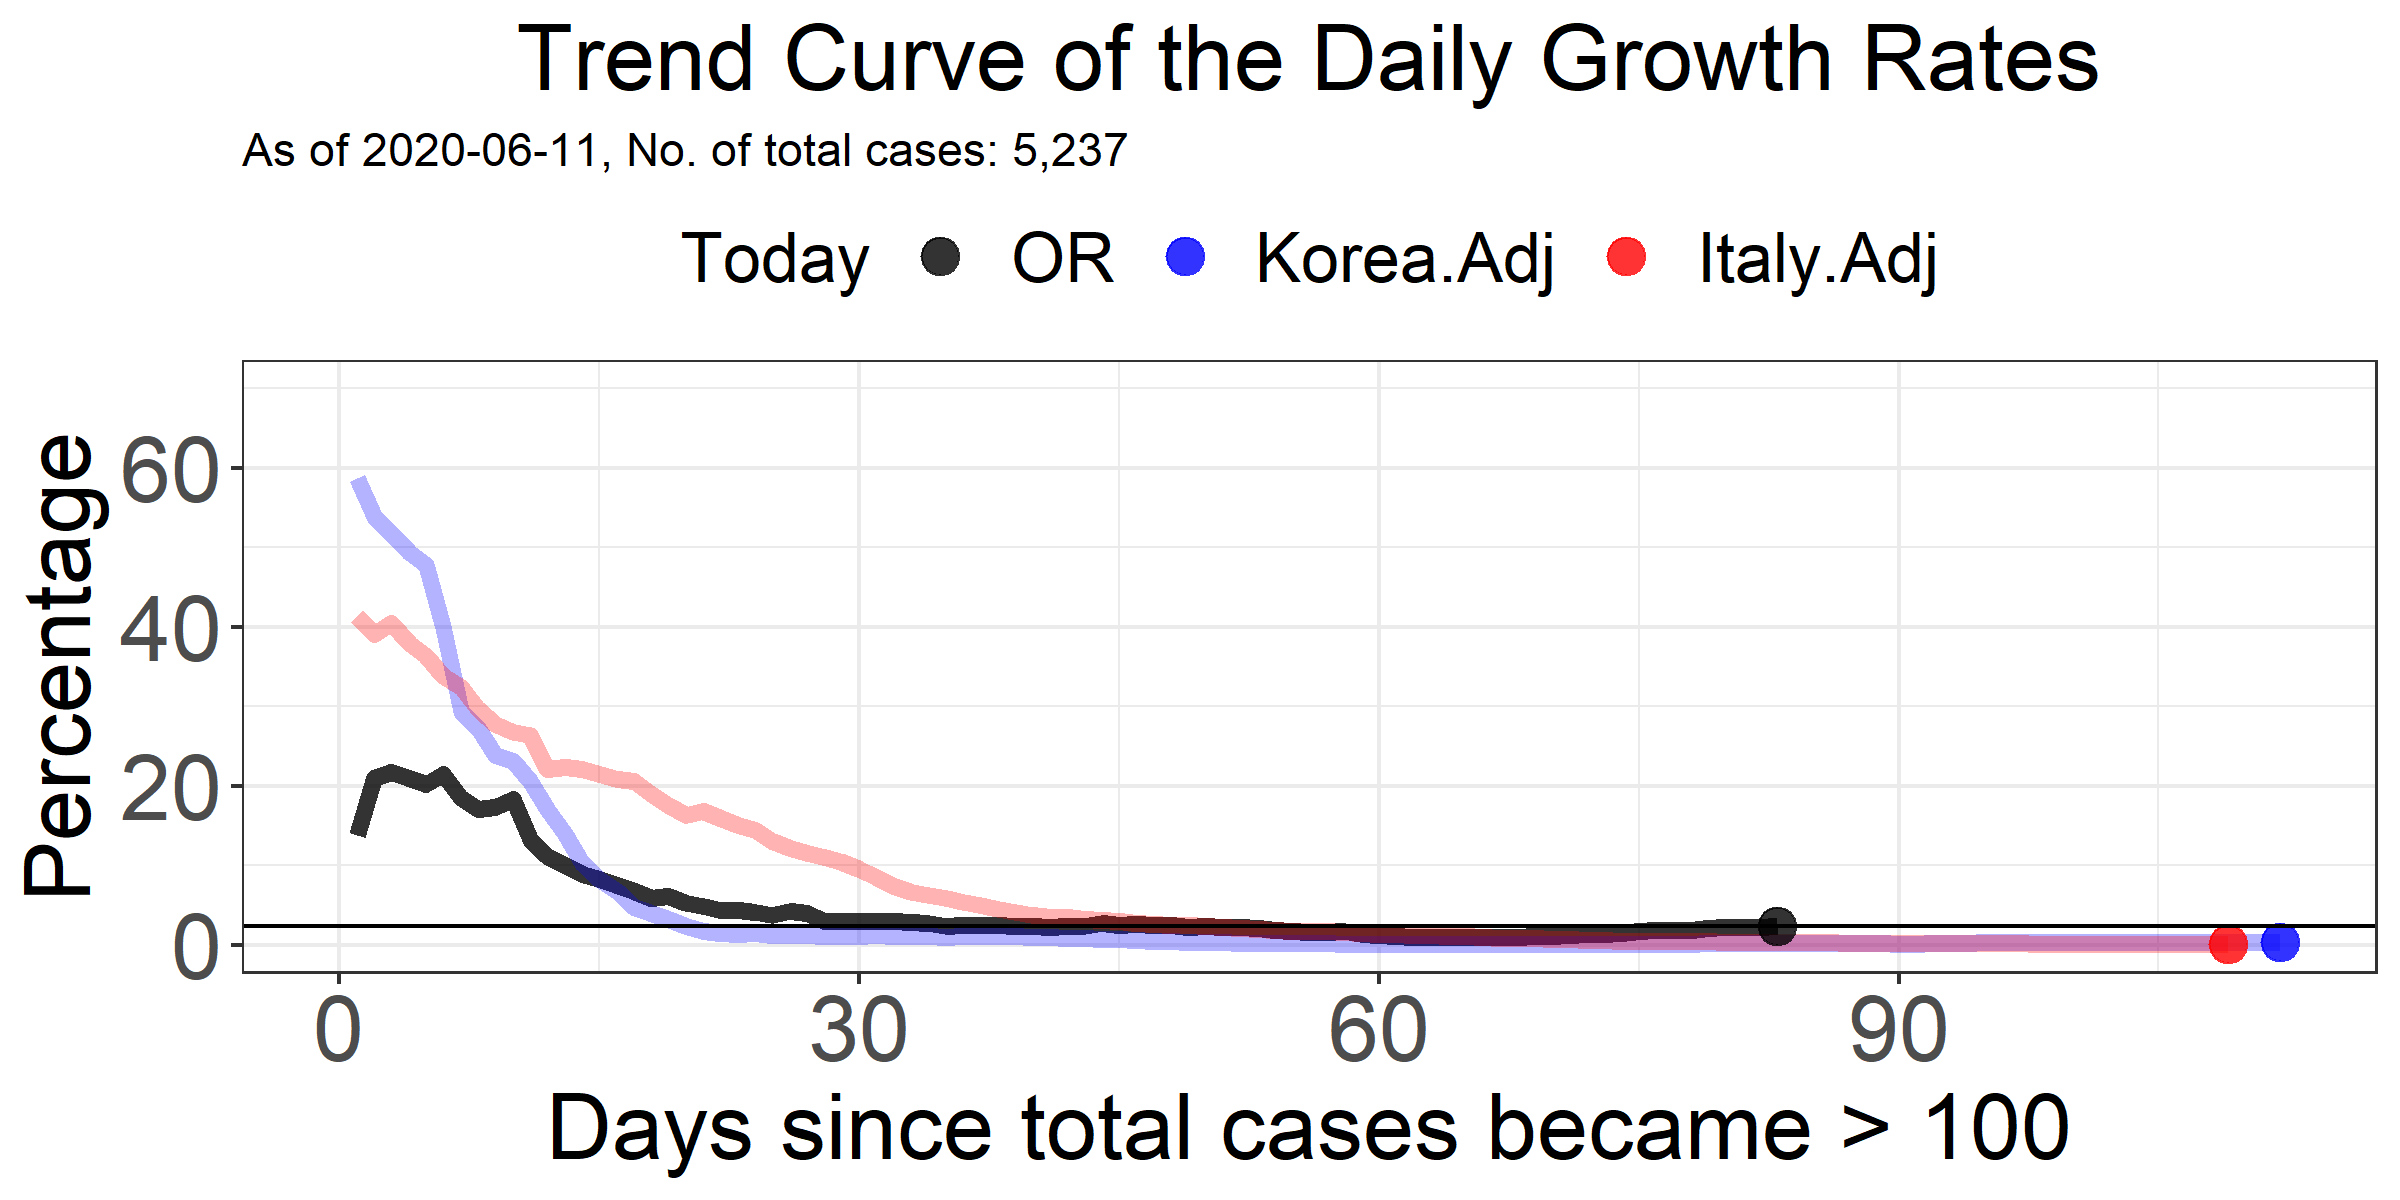 Trend Curve of the Daily Growth Rates
As of 2020-06-11, No. of total cases: 5,237
Today OR Korea.Adj Italy.Adj
Percentage
60
40
20
0
0 30 60 90
Days since total cases became > 100